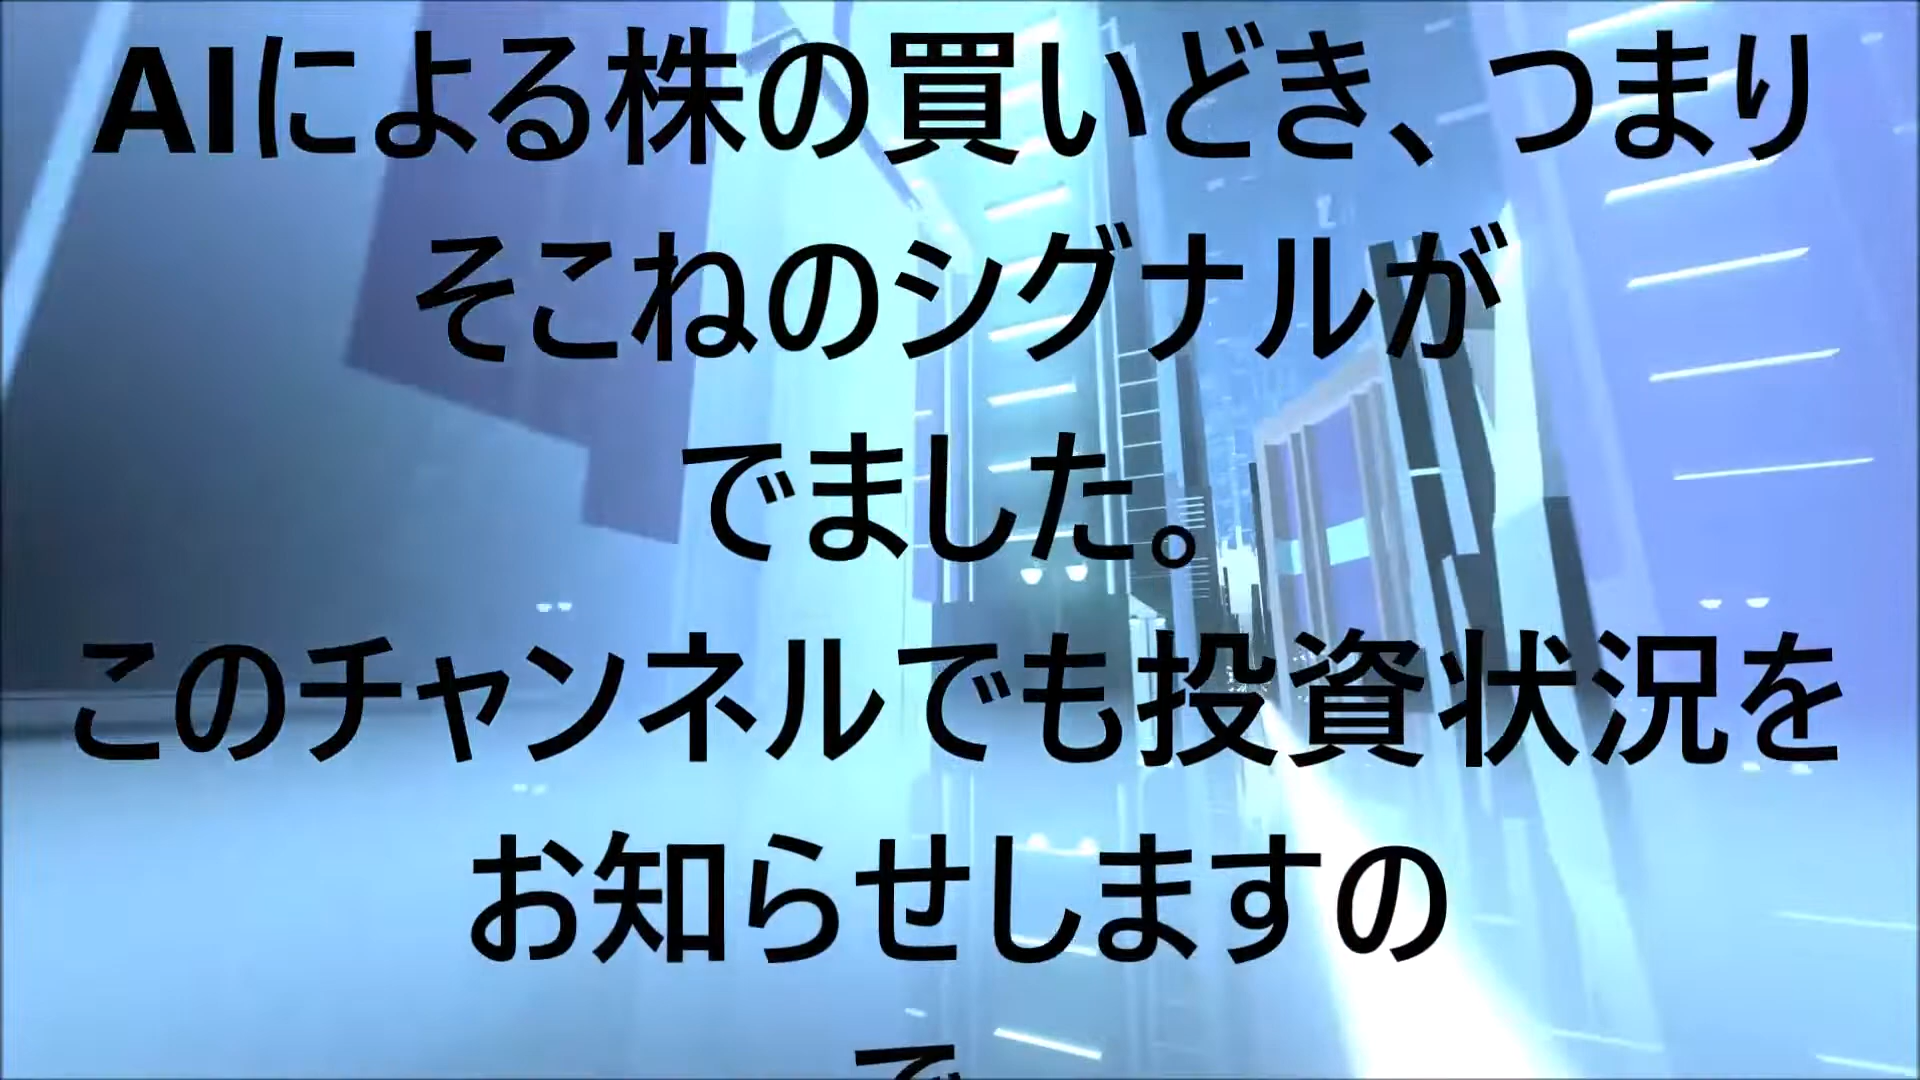 AIによる株の買いどき、つまり
そこねのシグナルが
でました。
このチャンネルでも投資状況を
お知らせしますの
で